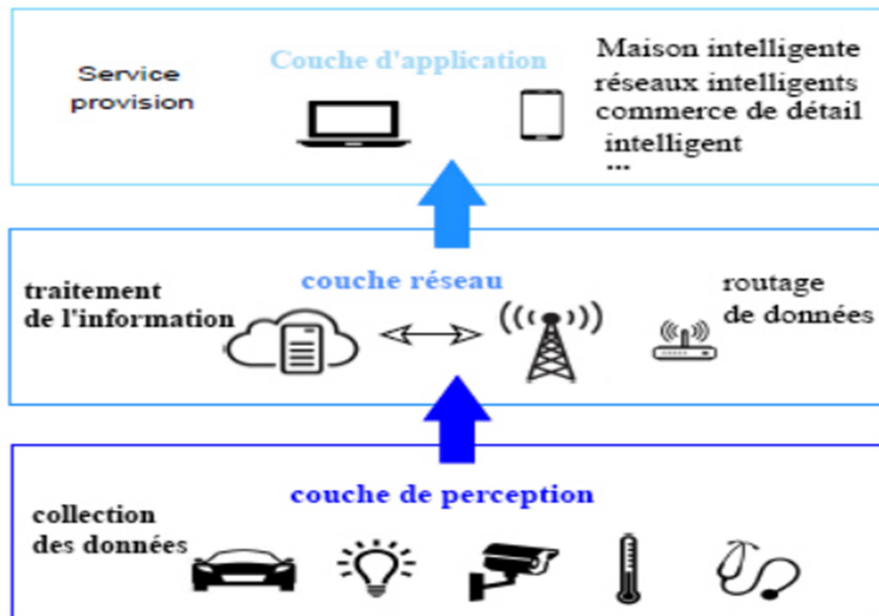 Service
provision
Couche d'application
Maison intelligente
réseaux intelligents
commerce de détail
intelligent
...
traitement
de l'information
couche réseau
routage
de données
collection
des données
couche de perception